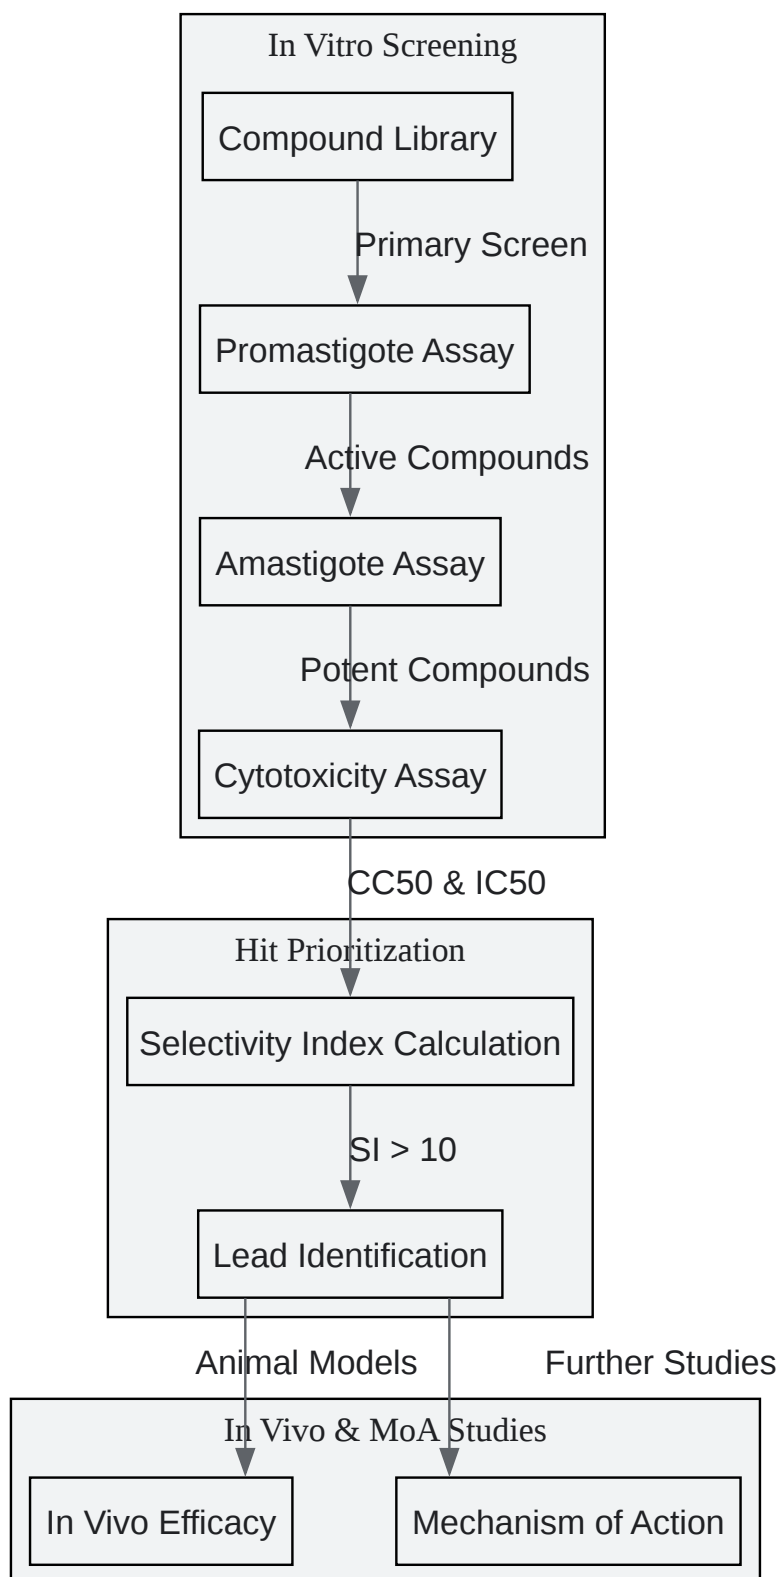 In Vitro Screening
Compound Library
Primary Screen
Promastigote Assay
Active Compounds
Amastigote Assay
Potent Compounds
Cytotoxicity Assay
CC50 & IC50
Hit Prioritization
Selectivity Index Calculation
SI > 10
Lead Identification
Animal Models
Further Studies
In Vivo & MoA Studies
In Vivo Efficacy
Mechanism of Action